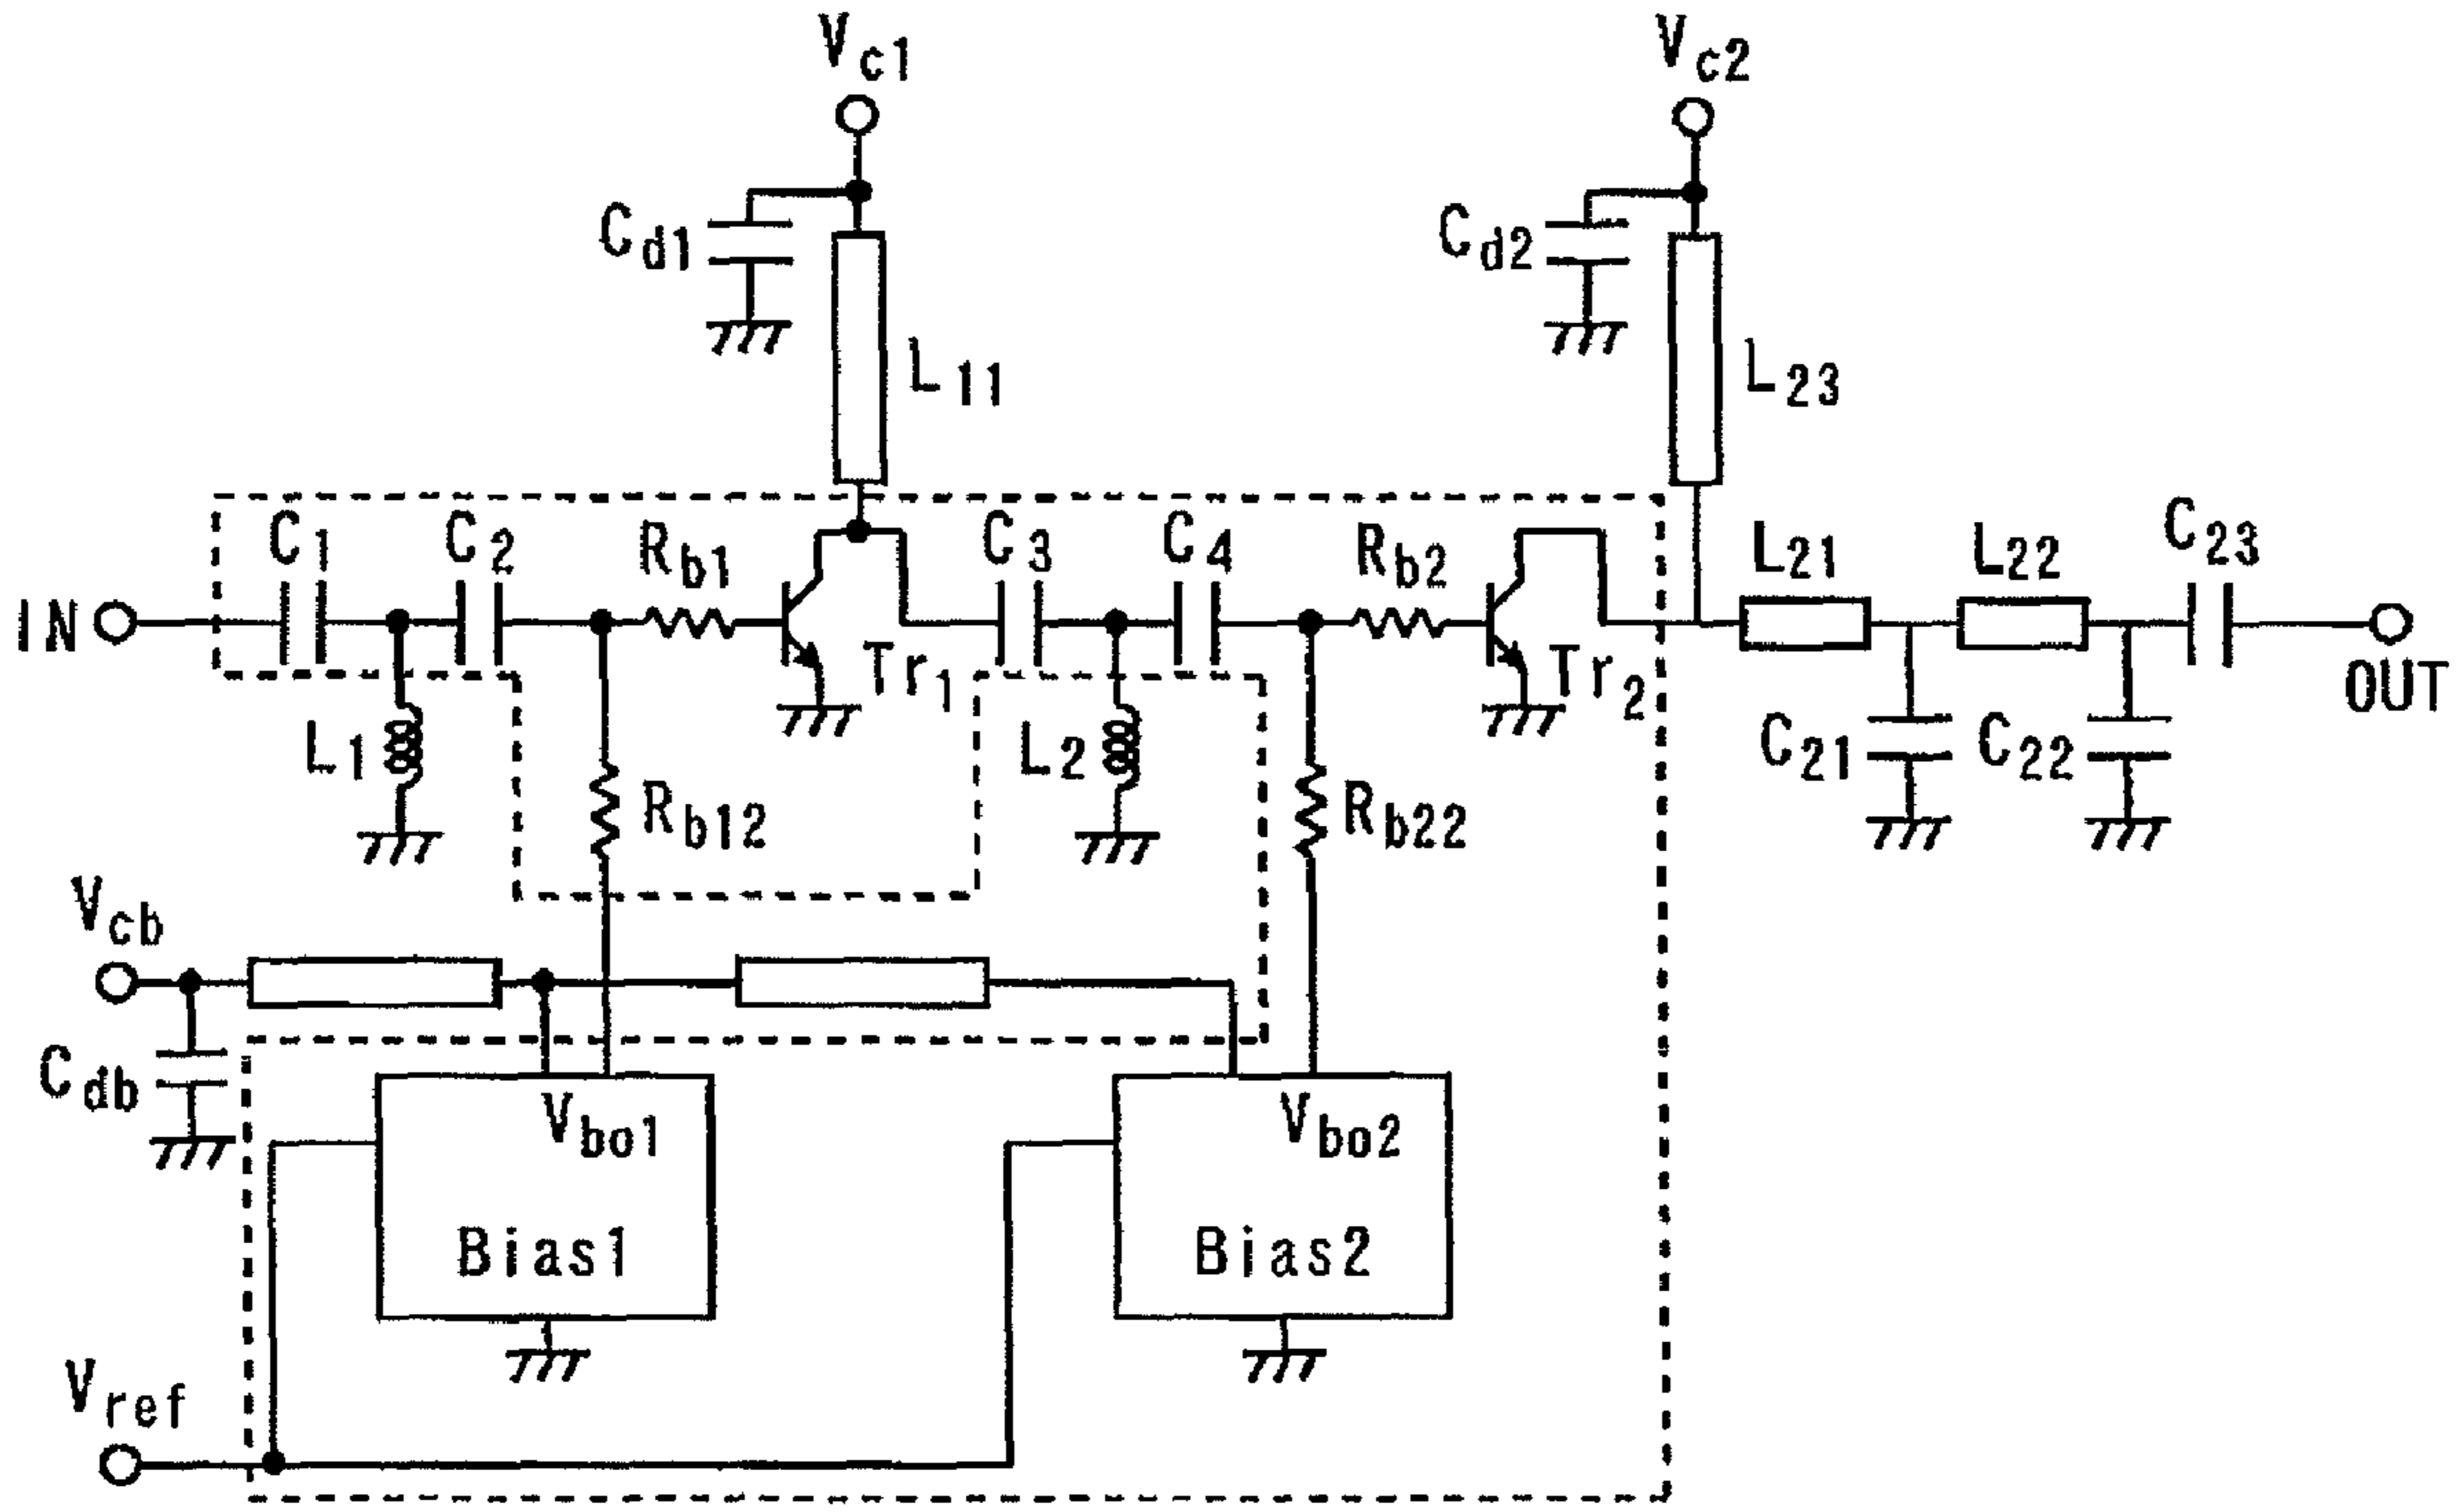 Vc1
Vc2
Cd1
Cd2
L11
L23
C1
C2
Rb1
C3
C4
Rb2
L21
L22
C23
IN
Tr1
Tr2
OUT
L1
L2
C21
C22
Rb12
Rb22
Vcb
Cdb
Vbo1
Vbo2
Bias1
Bias2
Vref